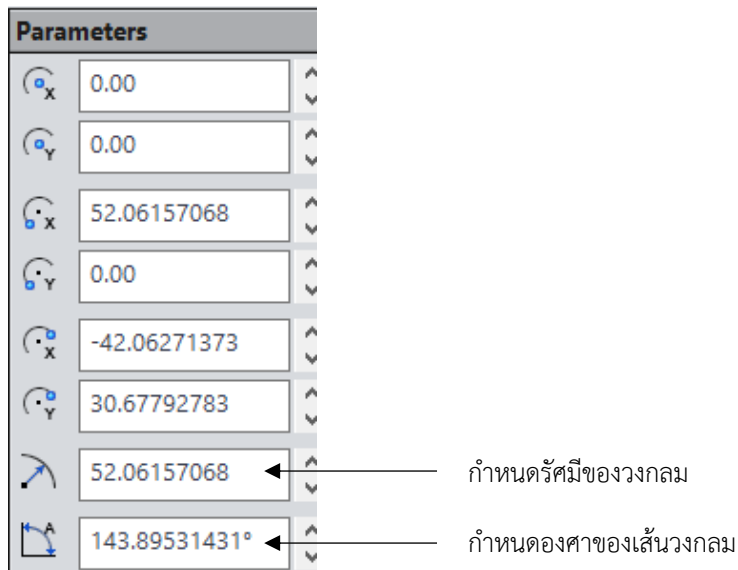 Parameters
X 0.00
Y 0.00
X 52.06157068
Y 0.00
X -42.06271373
Y 30.67792783
52.06157068 กำหนดรัศมีของวงกลม
A 143.89531431° กำหนดองศาของเส้นวงกลม